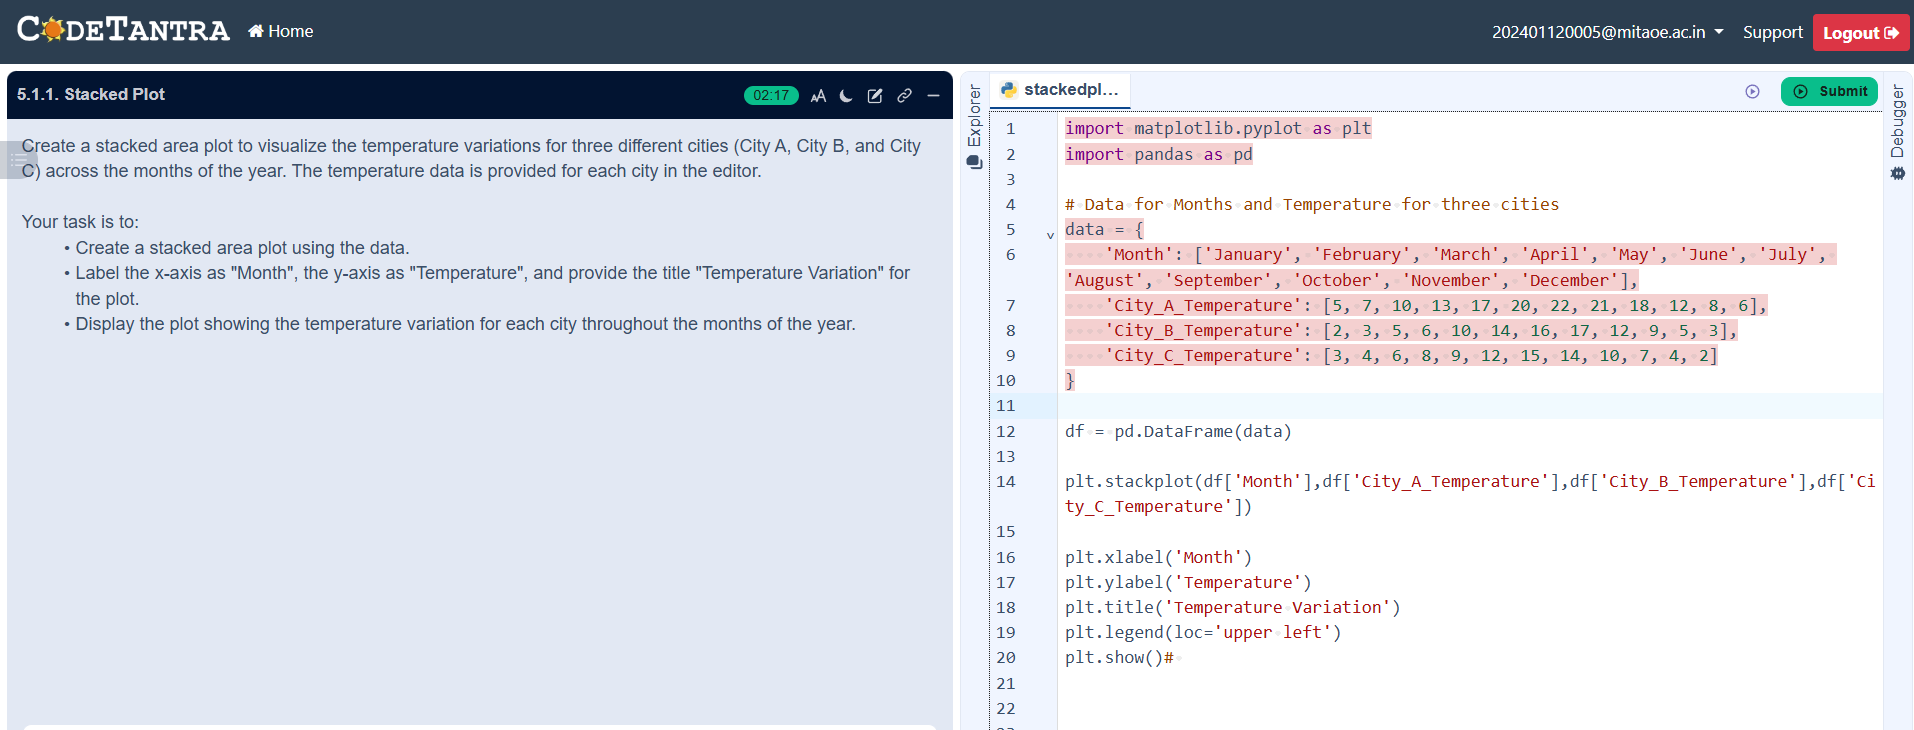 CODETANTRA Home 202401120005@mitaoe.ac.in Support Logout
5.1.1. Stacked Plot 02:17 AA
Create a stacked area plot to visualize the temperature variations for three different cities (City A, City B, and City
C) across the months of the year. The temperature data is provided for each city in the editor.
Your task is to:
• Create a stacked area plot using the data.
• Label the x-axis as "Month", the y-axis as "Temperature", and provide the title "Temperature Variation" for
the plot.
• Display the plot showing the temperature variation for each city throughout the months of the year.
Explorer
stackedpl...
Submit
1 import matplotlib.pyplot as plt
2 import pandas as pd
3
4 # Data for Months and Temperature for three cities
5 data = {
6     'Month': ['January', 'February', 'March', 'April', 'May', 'June', 'July',
'August', 'September', 'October', 'November', 'December'],
7     'City_A_Temperature': [5, 7, 10, 13, 17, 20, 22, 21, 18, 12, 8, 6],
8     'City_B_Temperature': [2, 3, 5, 6, 10, 14, 16, 17, 12, 9, 5, 3],
9     'City_C_Temperature': [3, 4, 6, 8, 9, 12, 15, 14, 10, 7, 4, 2]
10 }
11
12 df = pd.DataFrame(data)
13
14 plt.stackplot(df['Month'],df['City_A_Temperature'],df['City_B_Temperature'],df['Ci
ty_C_Temperature'])
15
16 plt.xlabel('Month')
17 plt.ylabel('Temperature')
18 plt.title('Temperature Variation')
19 plt.legend(loc='upper left')
20 plt.show()#
21
22
Debugger